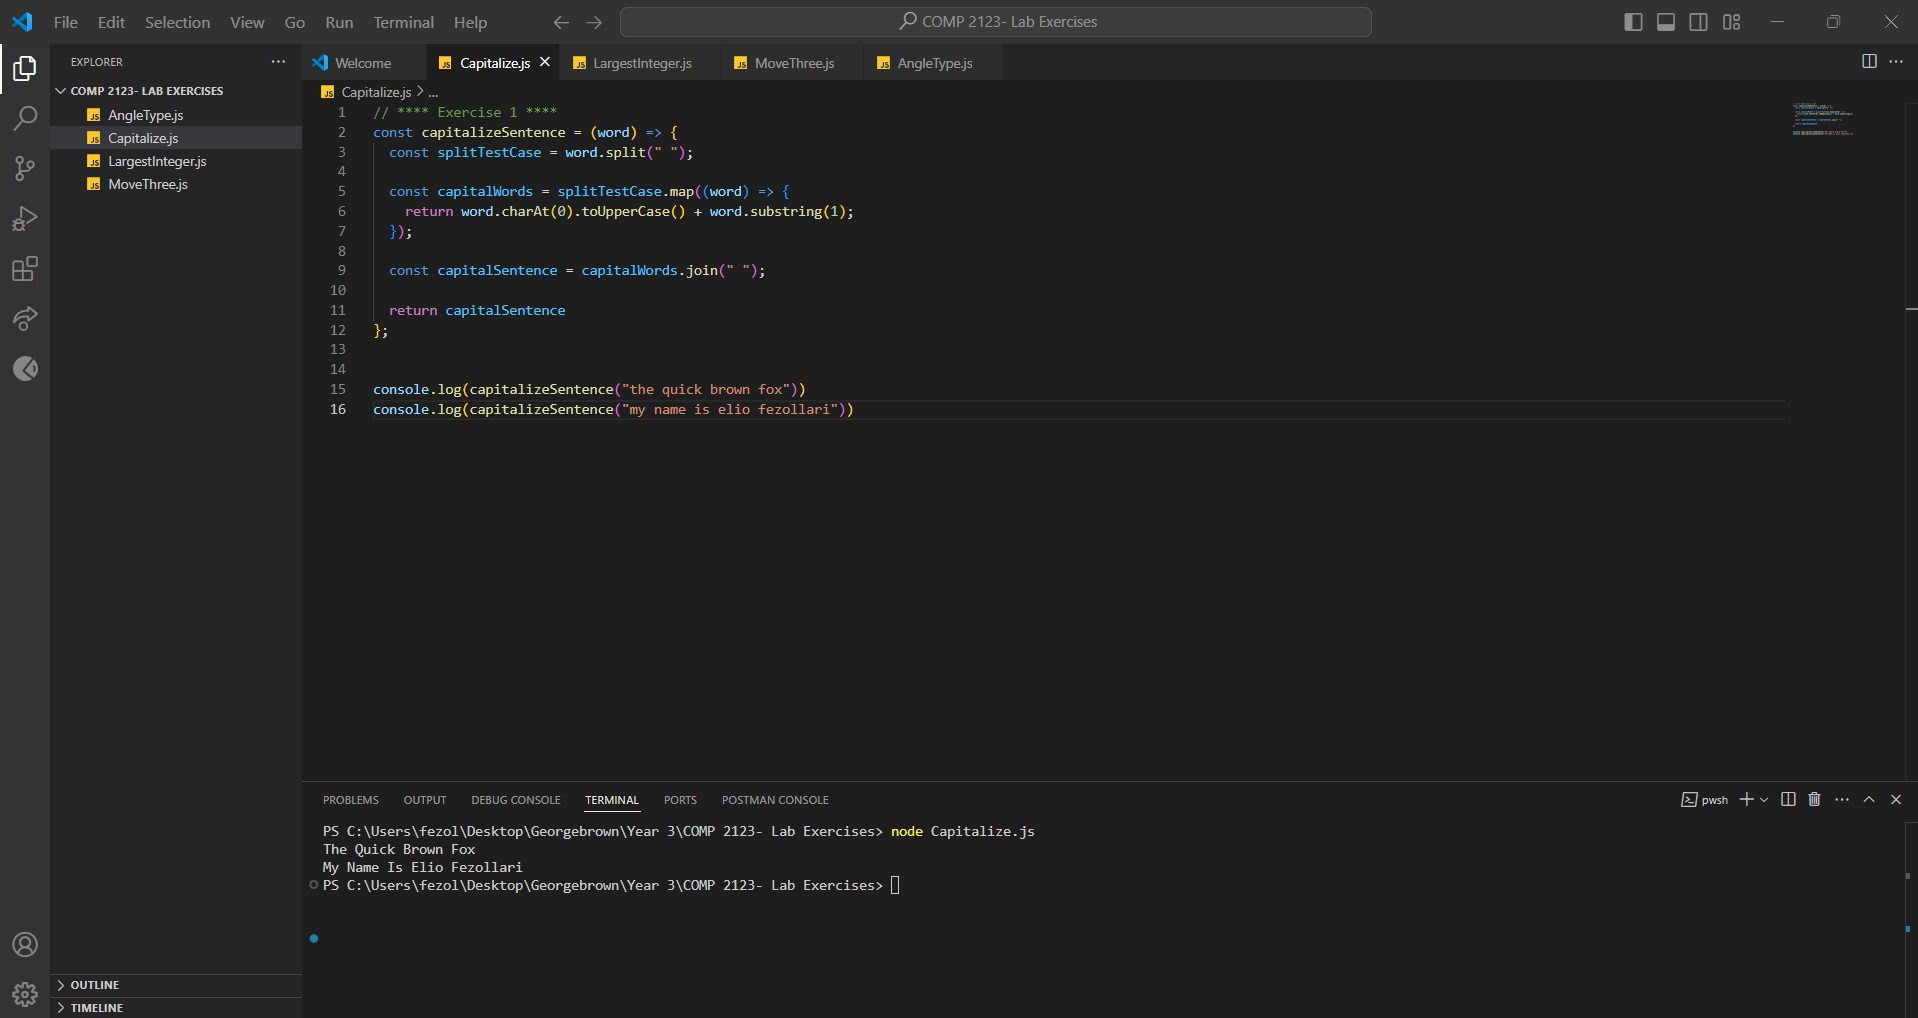 File Edit Selection View Go Run Terminal Help
COMP 2123- Lab Exercises
EXPLORER
COMP 2123- LAB EXERCISES
AngleType.js
Capitalize.js
LargestInteger.js
MoveThree.js
OUTLINE
TIMELINE
Welcome Capitalize.js LargestInteger.js MoveThree.js AngleType.js
Capitalize.js > ...
1 // **** Exercise 1 ****
2 const capitalizeSentence = (word) => {
3 const splitTestCase = word.split(" ");
4
5 const capitalWords = splitTestCase.map((word) => {
6 return word.charAt(0).toUpperCase() + word.substring(1);
7 });
8
9 const capitalSentence = capitalWords.join(" ");
10
11 return capitalSentence
12 };
13
14
15 console.log(capitalizeSentence("the quick brown fox"))
16 console.log(capitalizeSentence("my name is elio fezollari"))
PROBLEMS OUTPUT DEBUG CONSOLE TERMINAL PORTS POSTMAN CONSOLE
pwsh
PS C:\Users\fezol\Desktop\Georgebrown\Year 3\COMP 2123- Lab Exercises> node Capitalize.js
The Quick Brown Fox
My Name Is Elio Fezollari
PS C:\Users\fezol\Desktop\Georgebrown\Year 3\COMP 2123- Lab Exercises>